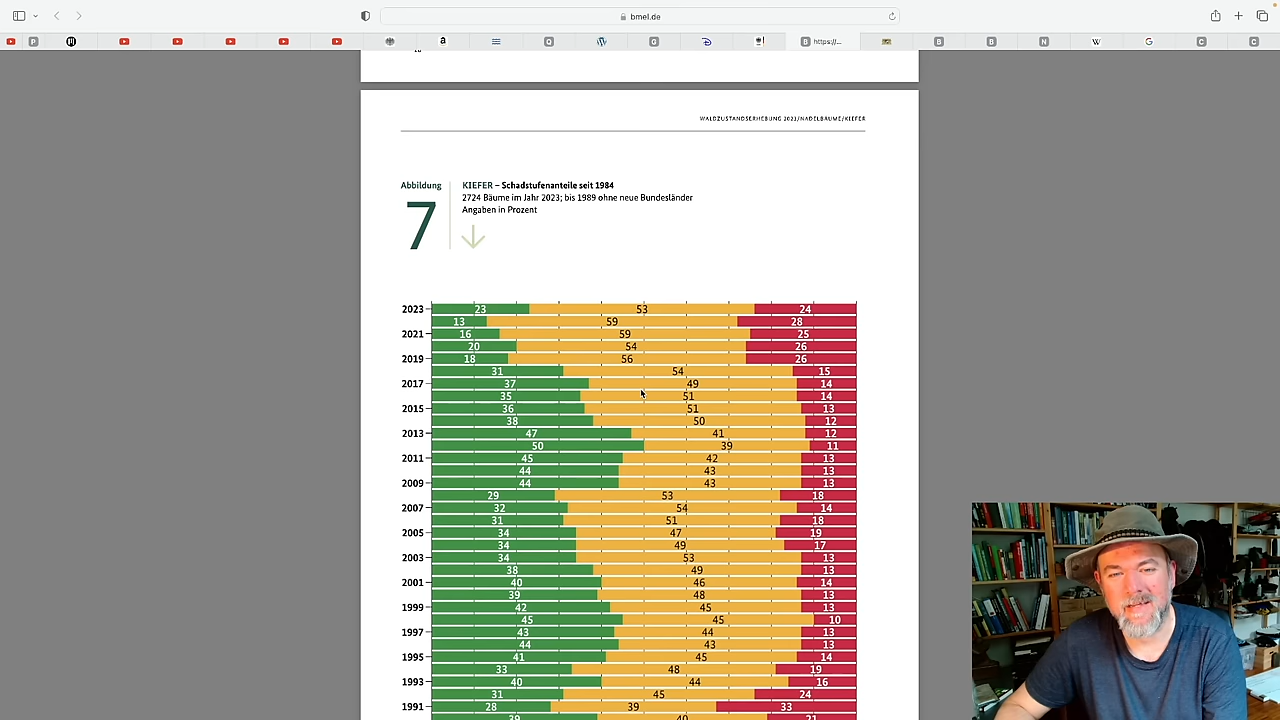 bmel.de
https://...
WALDZUSTANDSERHEBUNG 2023/NADELBÄUME/KIEFER
Abbildung
7
KIEFER – Schadstufenanteile seit 1984
2724 Bäume im Jahr 2023; bis 1989 ohne neue Bundesländer
Angaben in Prozent
2023 23 53 24
13 59 28
2021 16 59 25
20 54 26
2019 18 56 26
31 54 15
2017 37 49 14
35 51 14
2015 36 51 13
38 50 12
2013 47 41 12
50 39 11
2011 45 42 13
44 43 13
2009 44 43 13
29 53 18
2007 32 54 14
31 51 18
2005 34 47 19
34 49 17
2003 34 53 13
38 49 13
2001 40 46 14
39 48 13
1999 42 45 13
45 45 10
1997 43 44 13
44 43 13
1995 41 45 14
33 48 19
1993 40 44 16
31 45 24
1991 28 39 33
39 40 21